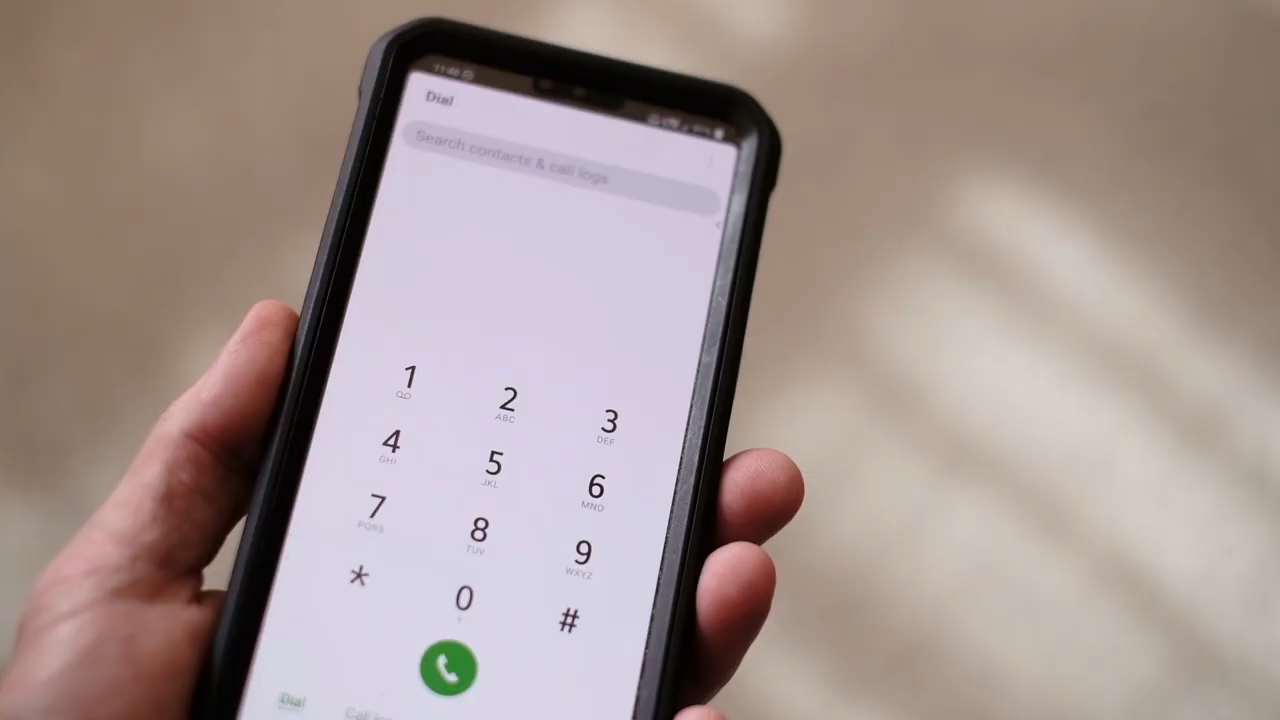 Dial
Search contacts & call logs
1 2 3
ABC DEF
4 5 6
GHI JKL MNO
7 8 9
PQRS TUV WXYZ
* 0 #
Dial
Call